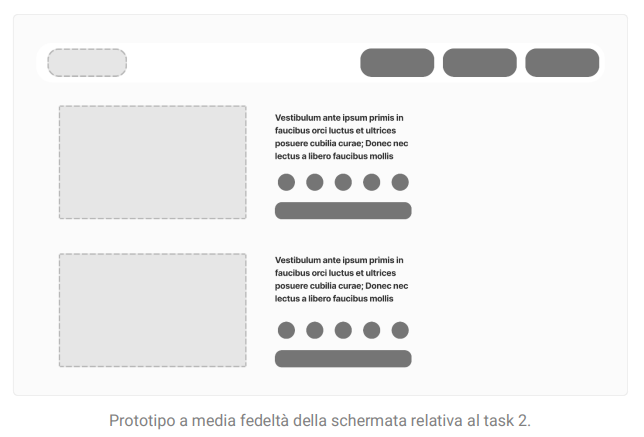 Vestibulum ante ipsum primis in
faucibus orci luctus et ultrices
posuere cubilia curae; Donec nec
lectus a libero faucibus mollis
Vestibulum ante ipsum primis in
faucibus orci luctus et ultrices
posuere cubilia curae; Donec nec
lectus a libero faucibus mollis
Prototipo a media fedeltà della schermata relativa al task 2.